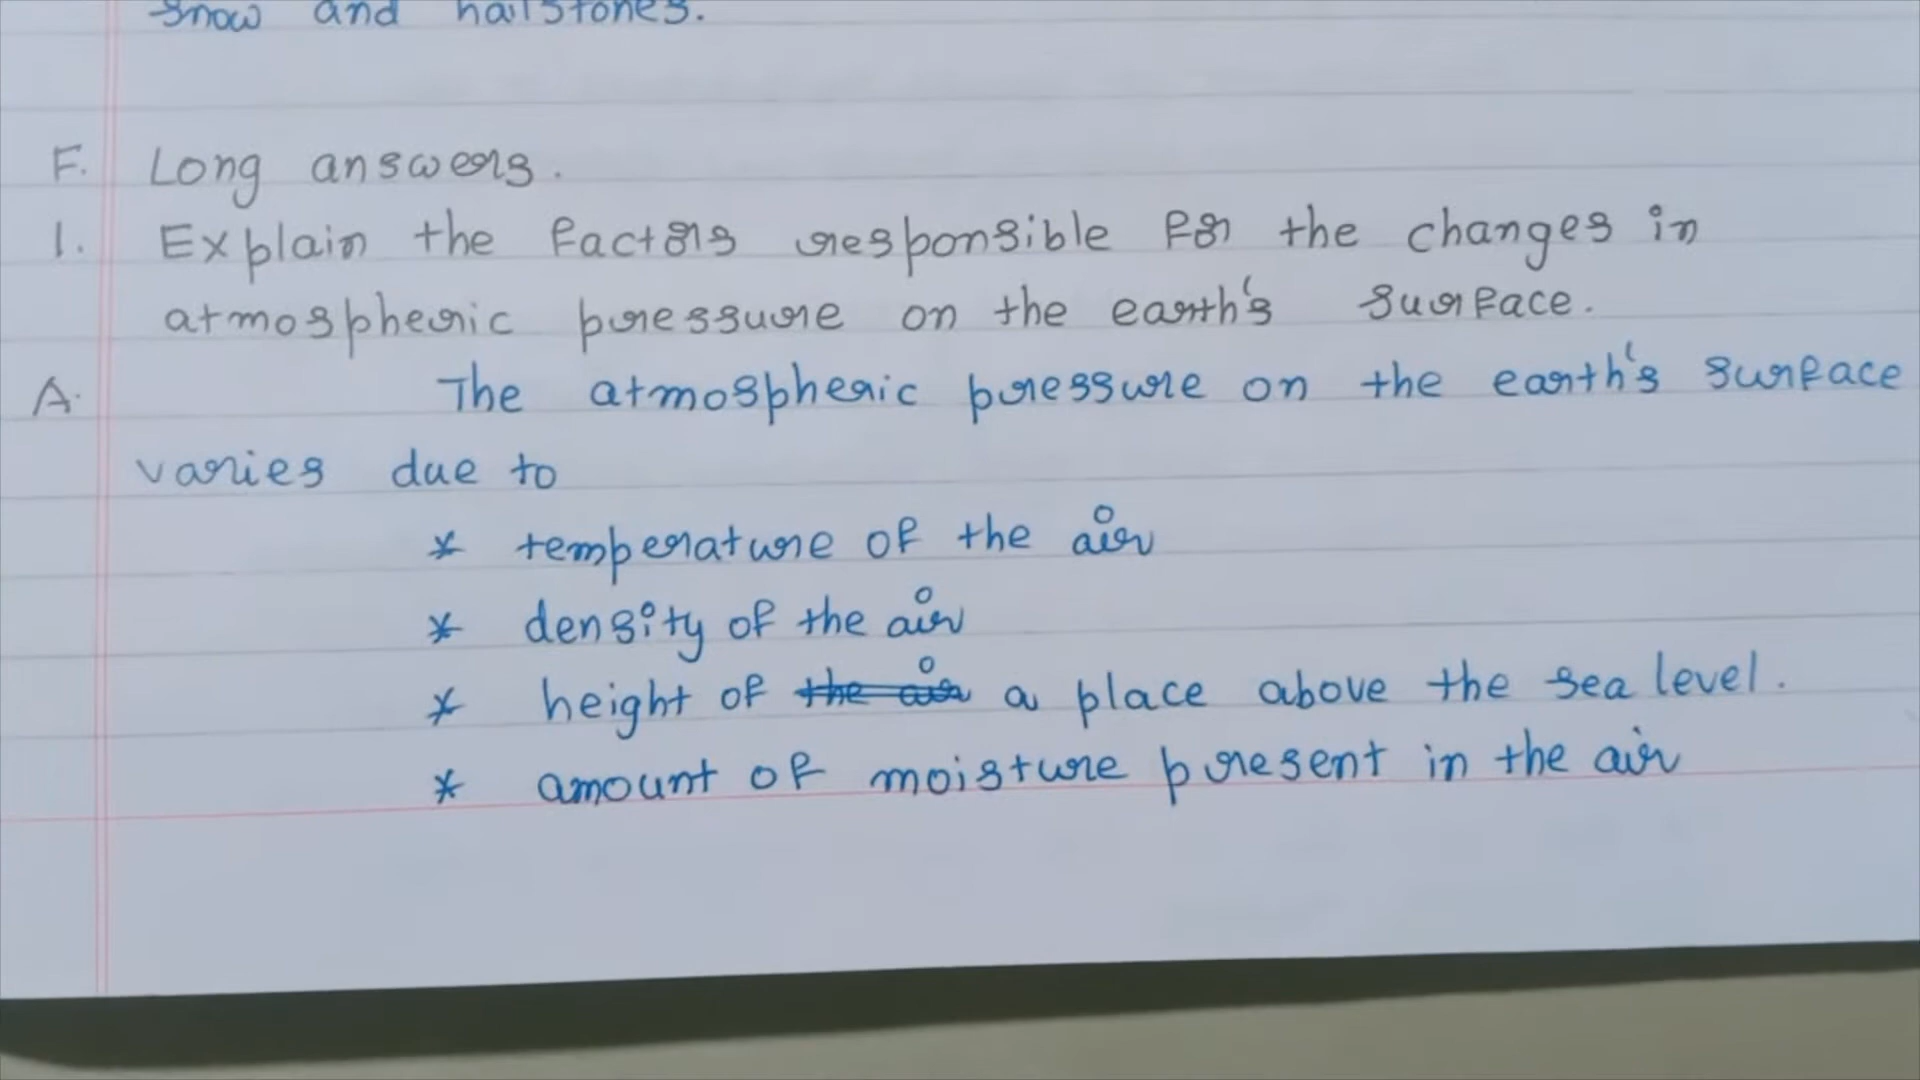 snow and hailstones.
F. Long answers.
1. Explain the factors responsible for the changes in
atmospheric pressure on the earth's surface.
A. The atmospheric pressure on the earth's surface
varies due to
* temperature of the air
* density of the air
* height of the air a place above the sea level.
* amount of moisture present in the air